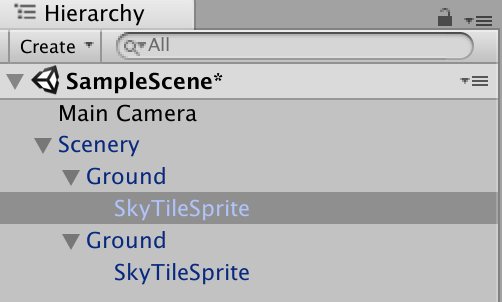 Hierarchy
Create All
SampleScene*
Main Camera
Scenery
Ground
SkyTileSprite
Ground
SkyTileSprite